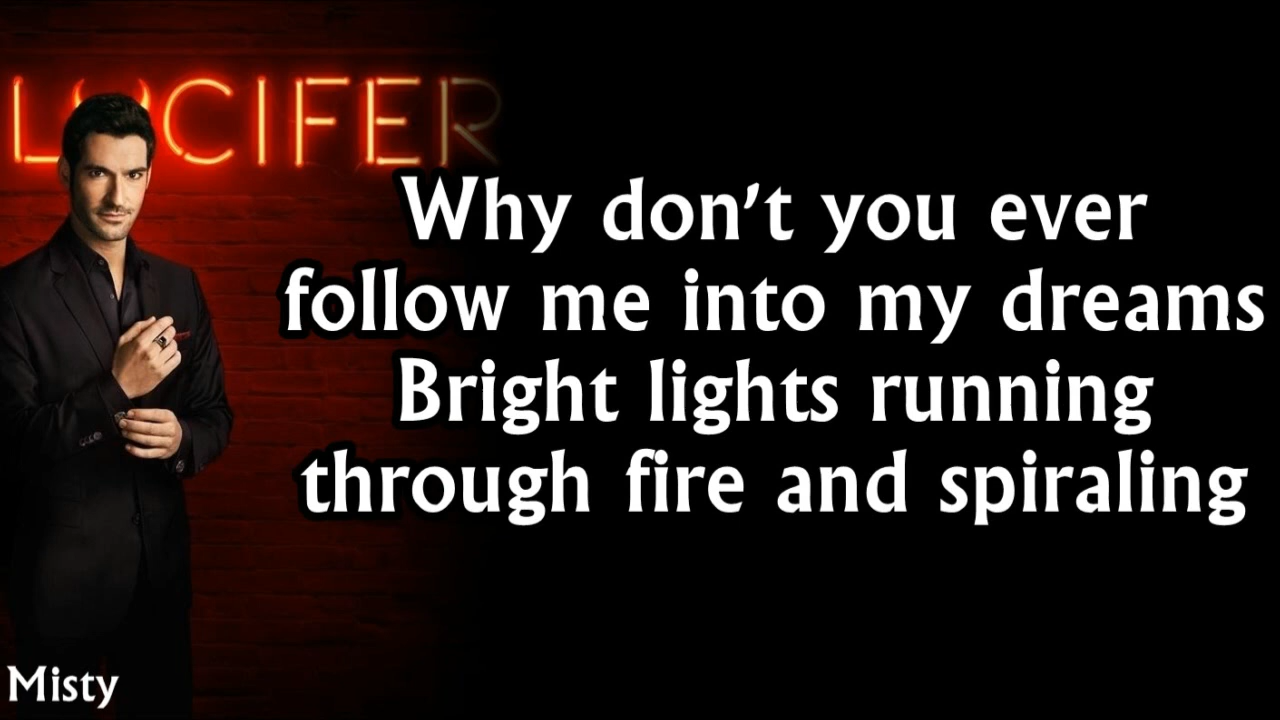 LUCIFER
Why don't you ever
follow me into my dreams
Bright lights running
through fire and spiraling
Misty